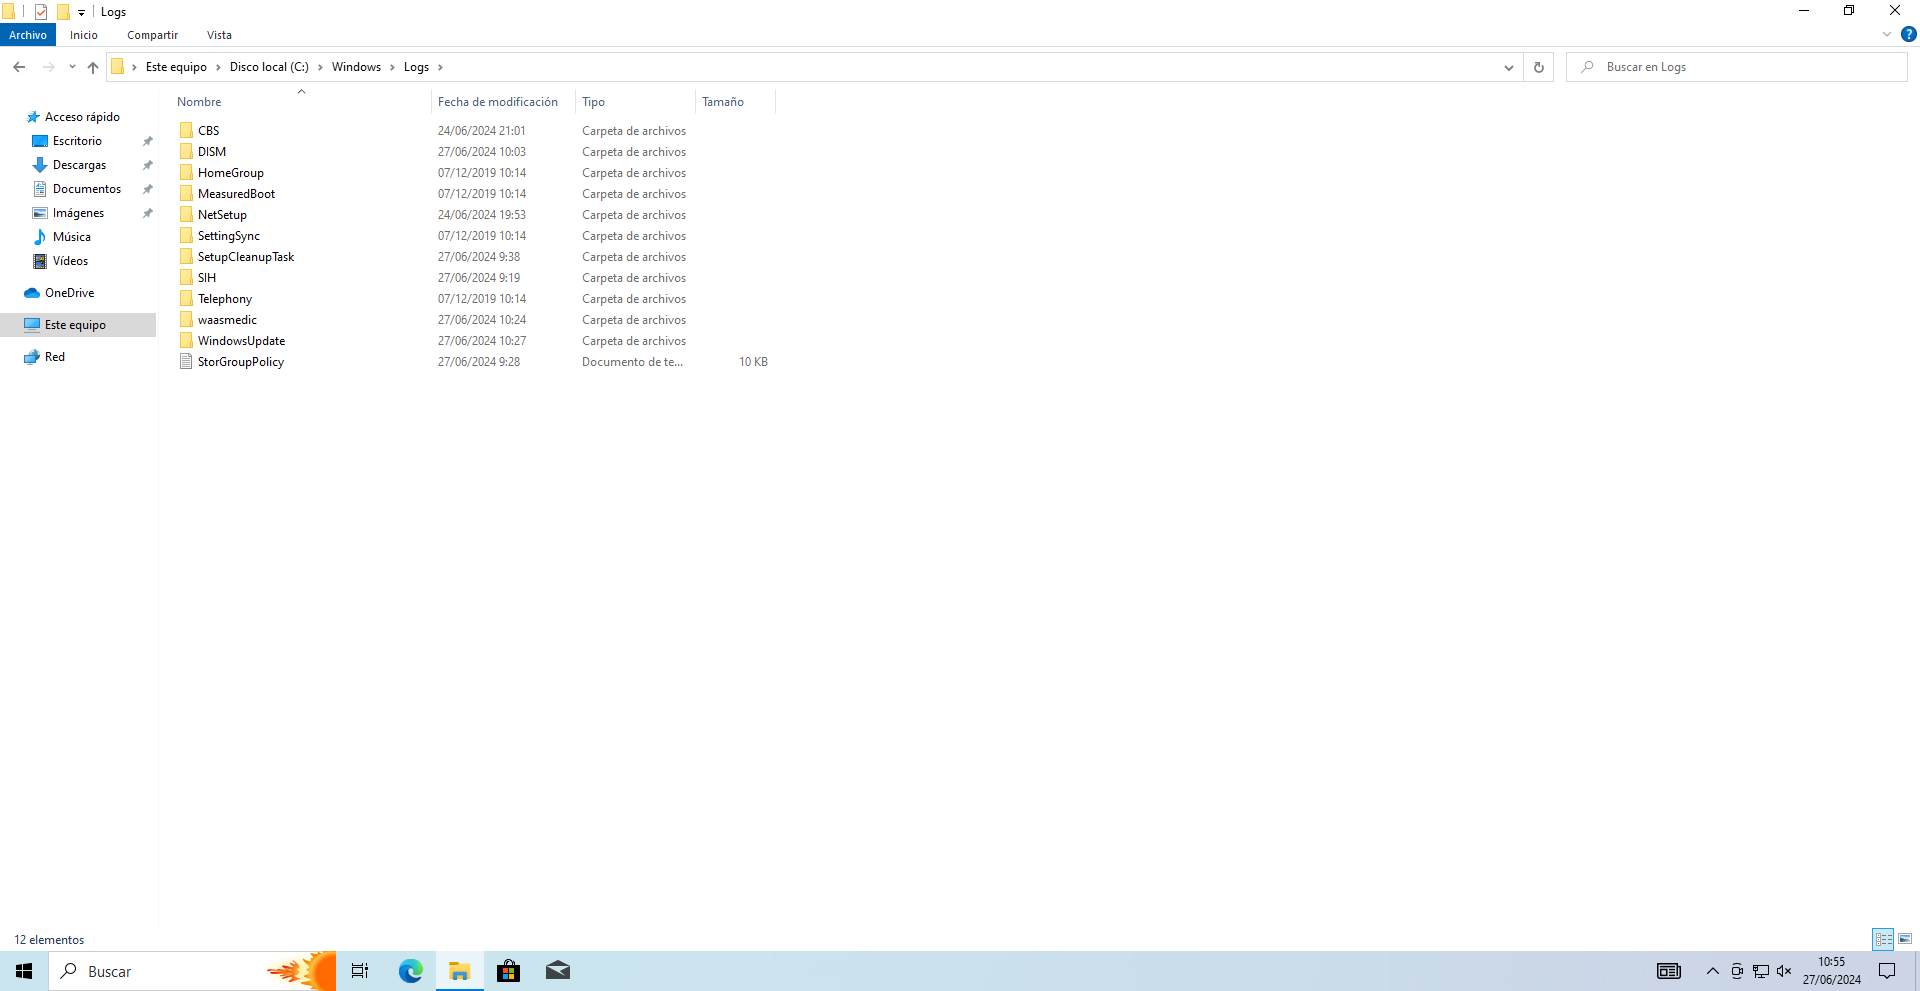 Logs
Archivo Inicio Compartir Vista
Este equipo Disco local (C:) Windows Logs
Buscar en Logs
Nombre Fecha de modificación Tipo Tamaño
Acceso rápido
Escritorio
Descargas
Documentos
Imágenes
Música
Vídeos
OneDrive
Este equipo
Red
CBS 24/06/2024 21:01 Carpeta de archivos
DISM 27/06/2024 10:03 Carpeta de archivos
HomeGroup 07/12/2019 10:14 Carpeta de archivos
MeasuredBoot 07/12/2019 10:14 Carpeta de archivos
NetSetup 24/06/2024 19:53 Carpeta de archivos
SettingSync 07/12/2019 10:14 Carpeta de archivos
SetupCleanupTask 27/06/2024 9:38 Carpeta de archivos
SIH 27/06/2024 9:19 Carpeta de archivos
Telephony 07/12/2019 10:14 Carpeta de archivos
waasmedic 27/06/2024 10:24 Carpeta de archivos
WindowsUpdate 27/06/2024 10:27 Carpeta de archivos
StorGroupPolicy 27/06/2024 9:28 Documento de te... 10 KB
12 elementos
Buscar
10:55
27/06/2024